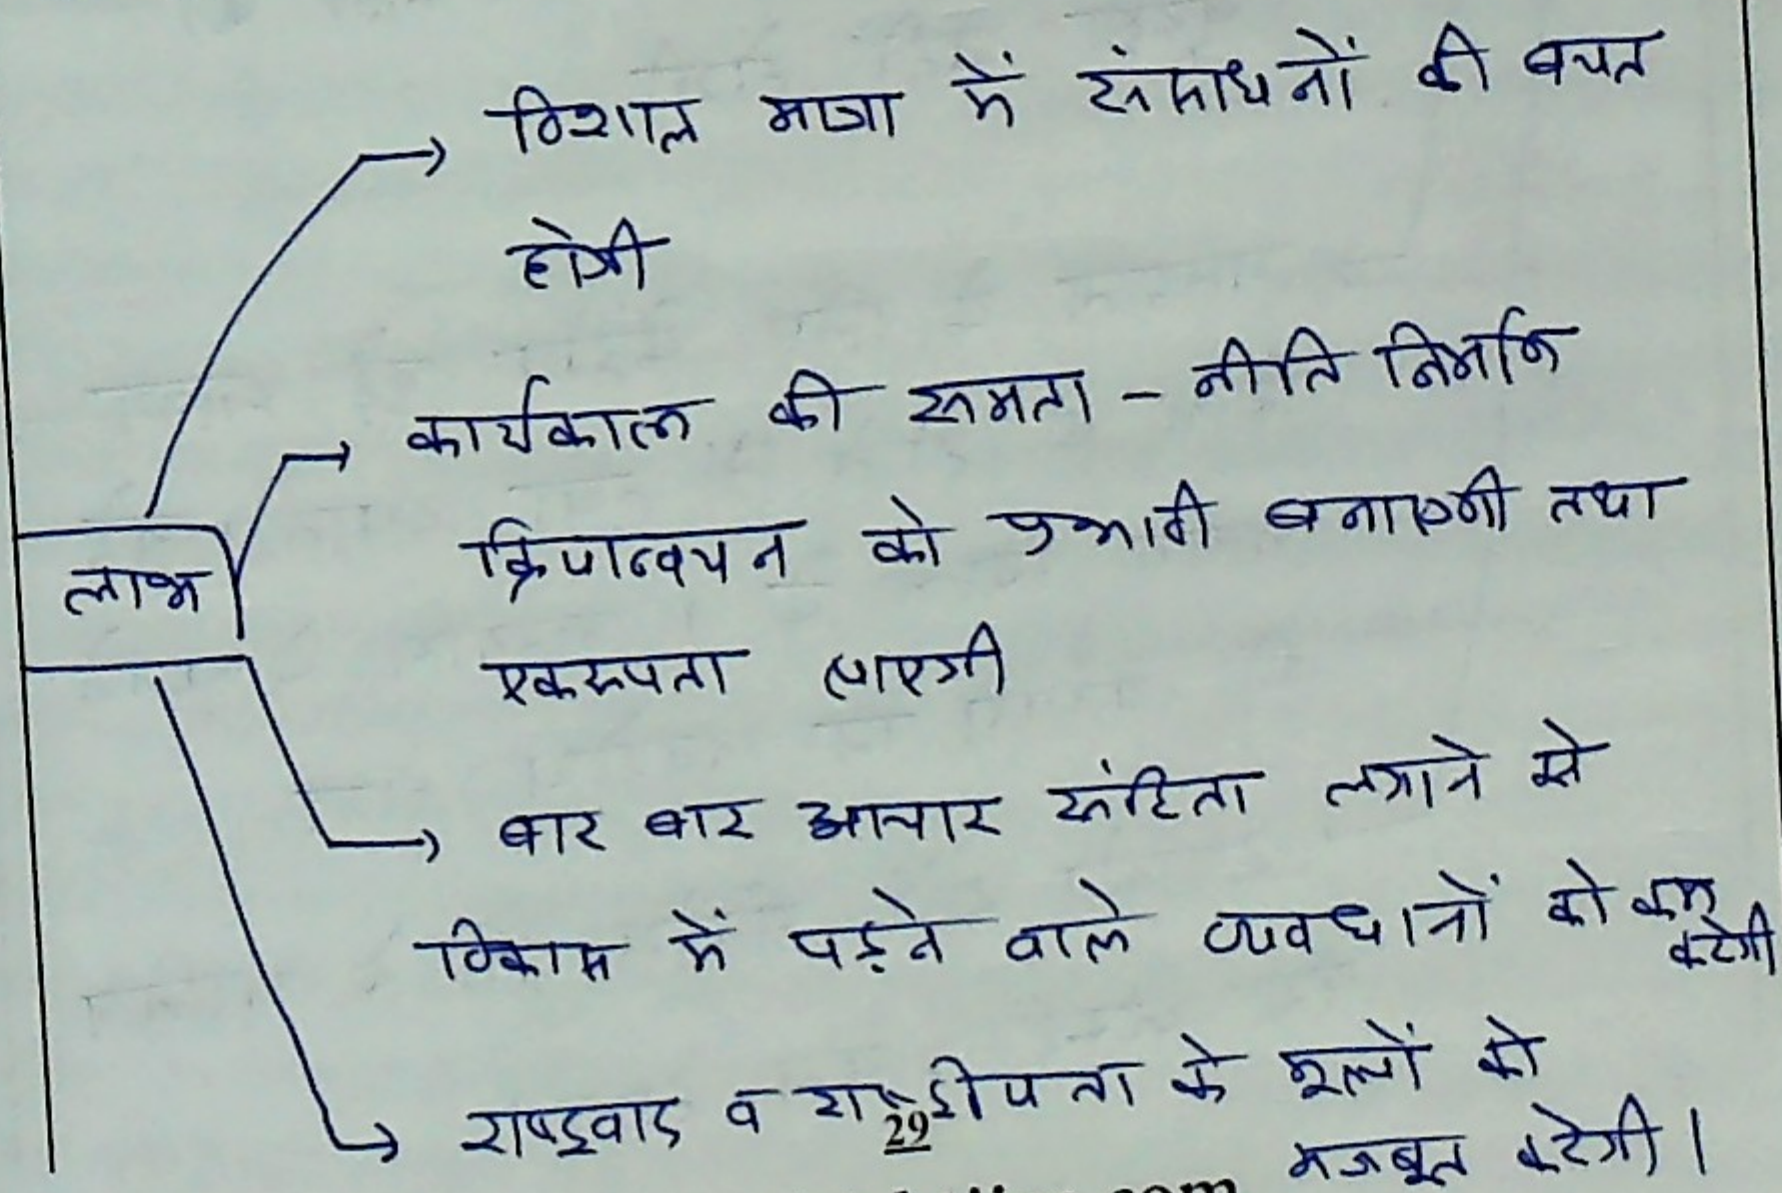 विशाल मात्रा में संसाधनों की बचत
होगी
कार्यकाल की समता - नीति निर्माण
क्रियान्वयन को प्रभावी बनाएगी तथा
एकरूपता लाएगी
लाभ
बार बार आचार संहिता लगाने से
विकास में पड़ने वाले व्यवधानों को कम
करेगी
राष्ट्रवाद व राष्ट्रीयता के मूल्यों को
मजबूत करेगी।
29